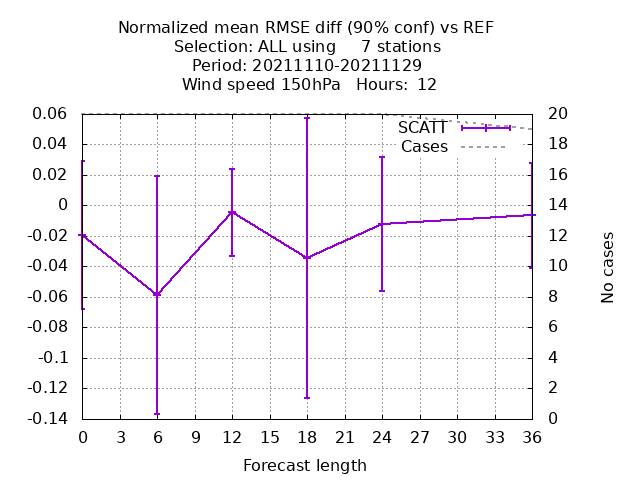 Normalized mean RMSE diff (90% conf) vs REF
Selection: ALL using 7 stations
Period: 20211110-20211129
Wind speed 150hPa Hours: 12
SCATT
Cases
0.06
0.04
0.02
0
-0.02
-0.04
-0.06
-0.08
-0.1
-0.12
-0.14
20
18
16
14
12
10
8
6
4
2
0
No cases
0 3 6 9 12 15 18 21 24 27 30 33 36
Forecast length